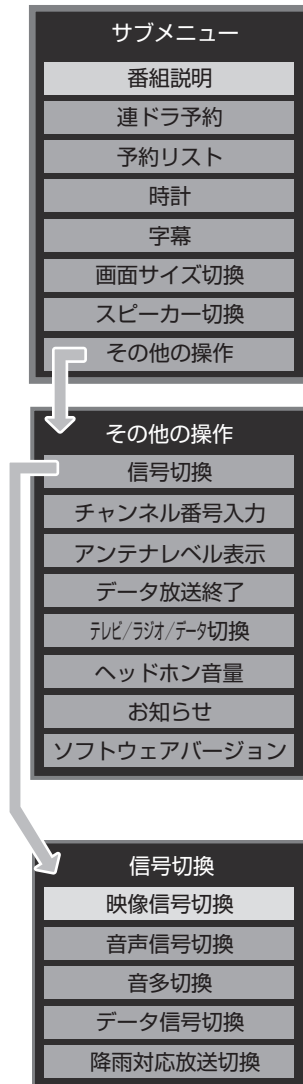 サブメニュー
番組説明
連ドラ予約
予約リスト
時計
字幕
画面サイズ切換
スピーカー切換
その他の操作
その他の操作
信号切換
チャンネル番号入力
アンテナレベル表示
データ放送終了
テレビ/ラジオ/データ切換
ヘッドホン音量
お知らせ
ソフトウェアバージョン
信号切換
映像信号切換
音声信号切換
音多切換
データ信号切換
降雨対応放送切換